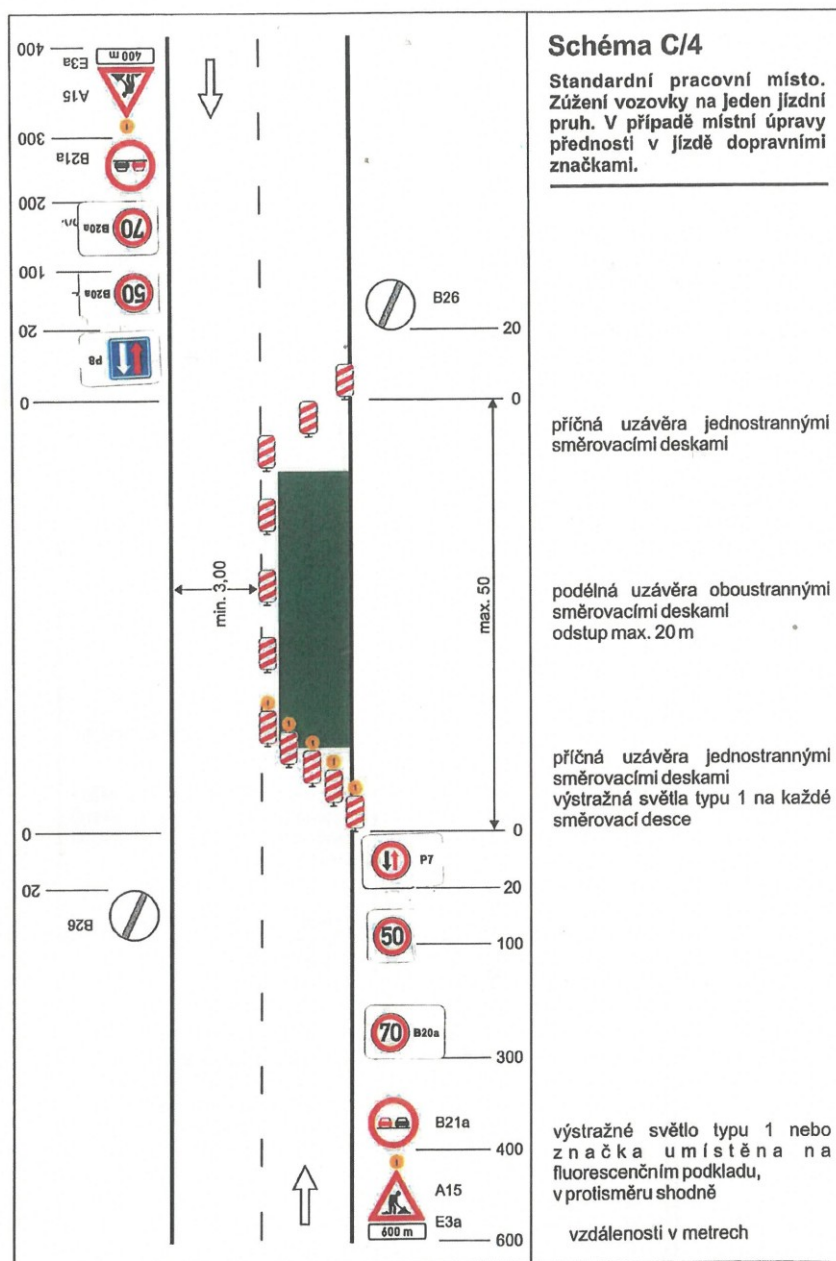 Schéma C/4
Standardní pracovní místo.
Zúžení vozovky na jeden jízdní
pruh. V případě místní úpravy
přednosti v jízdě dopravními
značkami.
400
E3a
400 m
A15
300
B21a
200
B20a
70
100
B20a
50
20
P8
0
B26
20
0
příčná uzávěra jednostrannými
směrovacími deskami
min. 3,00
max. 50
podélná uzávěra oboustrannými
směrovacími deskami
odstup max. 20 m
příčná uzávěra jednostrannými
směrovacími deskami
výstražná světla typu 1 na každé
směrovací desce
0
0
P7
20
20
B26
50
100
70
B20a
300
B21a
400
výstražné světlo typu 1 nebo
značka umístěna na
fluorescenčním podkladu,
v protisměru shodně
A15
E3a
600 m
600
vzdálenosti v metrech